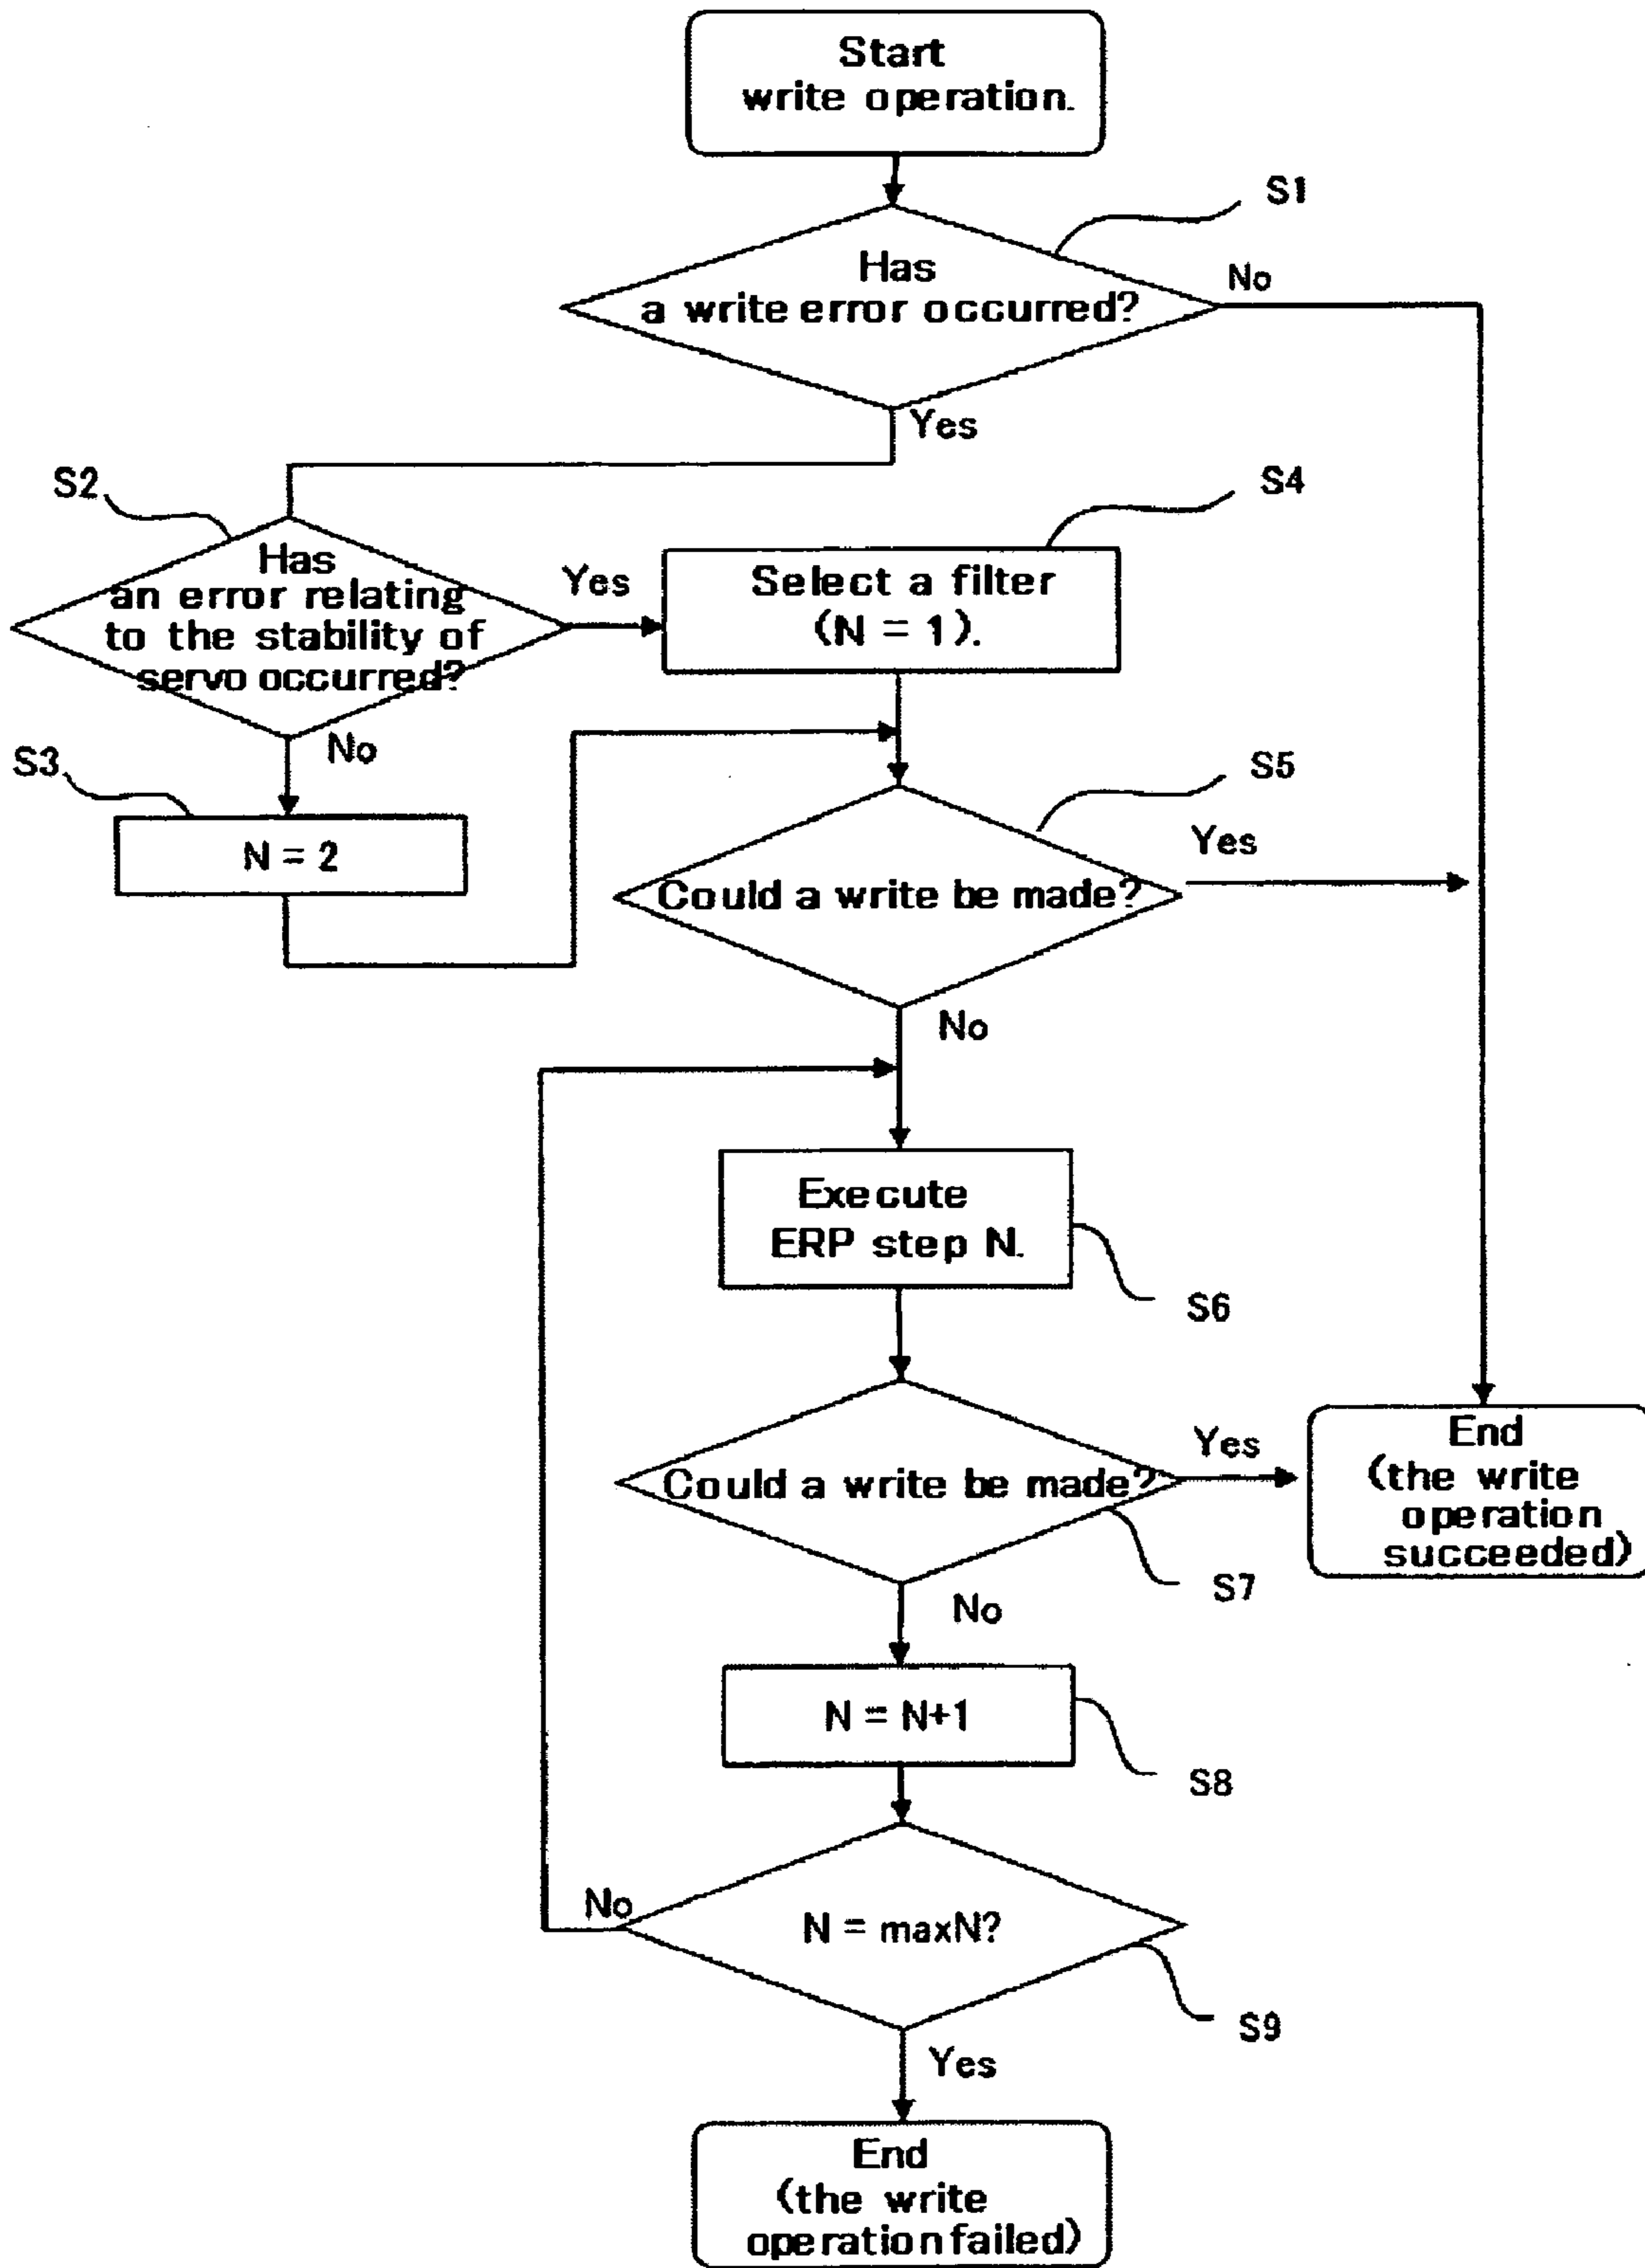 Start
write operation.
S1
Has
a write error occurred?
No
Yes
S2
S4
Has
an error relating
to the stability of
servo occurred?
Yes
Select a filter
(N = 1).
No
S3
S5
N = 2
Yes
Could a write be made?
No
Execute
ERP step N.
S6
Could a write be made?
Yes
End
(the write
operation
succeeded)
S7
No
N = N+1
S8
No
N = maxN?
S9
Yes
End
(the write
operation failed)